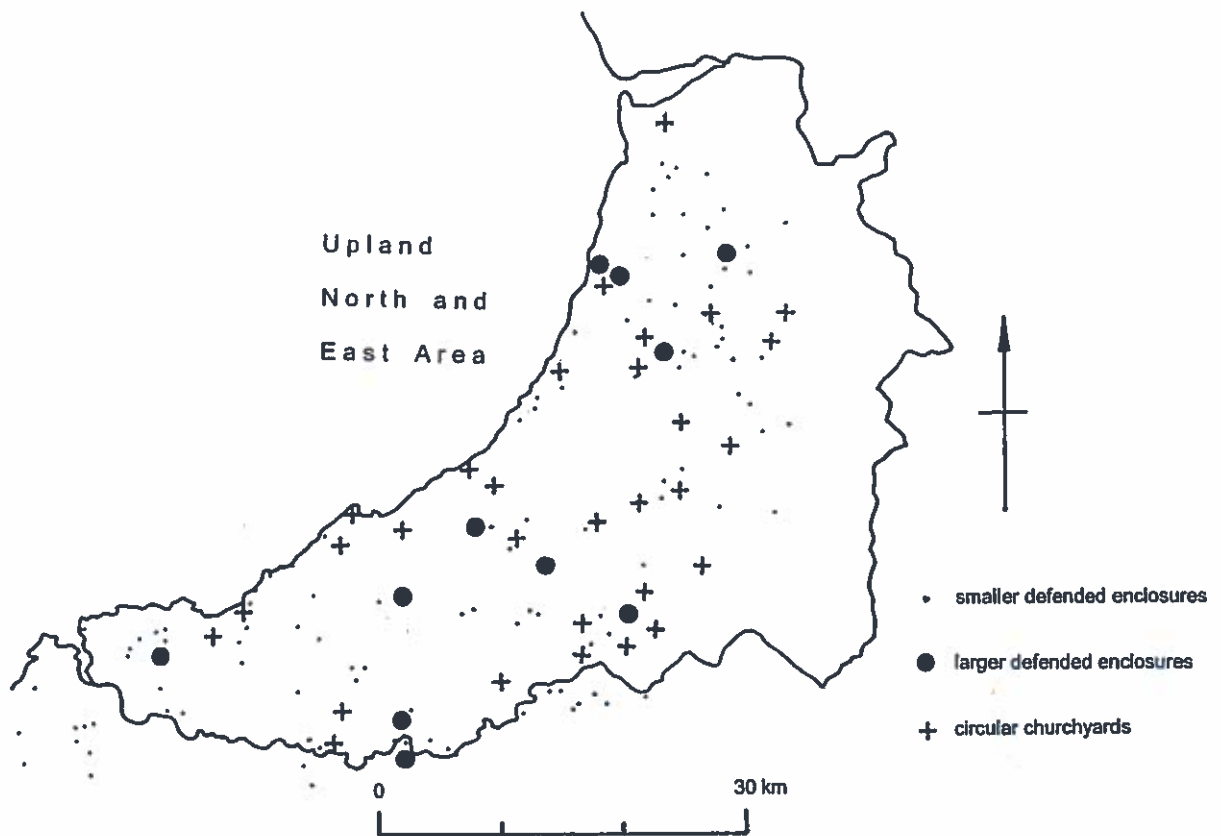 Upland
North and
East Area
smaller defended enclosures
larger defended enclosures
circular churchyards
0
30 km